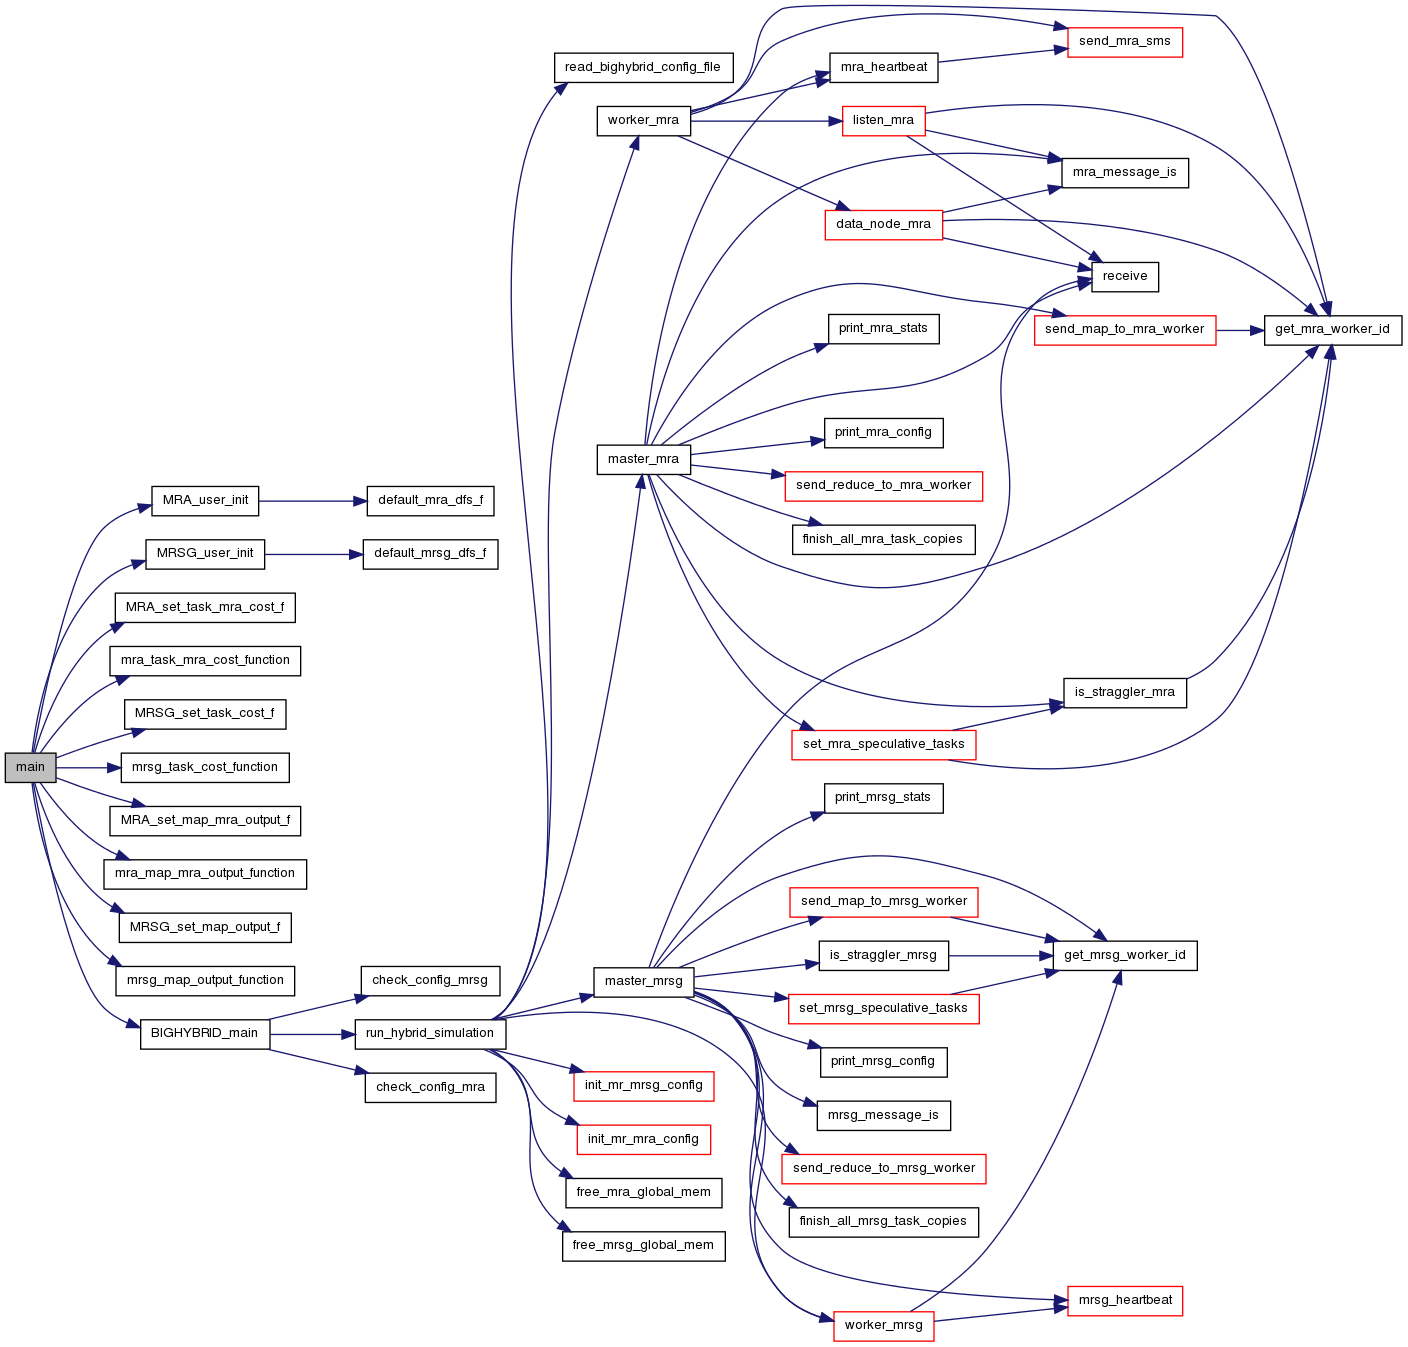 main
MRA_user_init
MRSG_user_init
MRA_set_task_mra_cost_f
mra_task_mra_cost_function
MRSG_set_task_cost_f
mrsg_task_cost_function
MRA_set_map_mra_output_f
mra_map_mra_output_function
MRSG_set_map_output_f
mrsg_map_output_function
BIGHYBRID_main
default_mra_dfs_f
default_mrsg_dfs_f
check_config_mrsg
run_hybrid_simulation
check_config_mra
read_bighybrid_config_file
worker_mra
master_mra
master_mrsg
init_mr_mrsg_config
init_mr_mra_config
free_mra_global_mem
free_mrsg_global_mem
mra_heartbeat
listen_mra
data_node_mra
print_mra_stats
print_mra_config
send_reduce_to_mra_worker
finish_all_mra_task_copies
set_mra_speculative_tasks
print_mrsg_stats
send_map_to_mrsg_worker
is_straggler_mrsg
set_mrsg_speculative_tasks
print_mrsg_config
mrsg_message_is
send_reduce_to_mrsg_worker
finish_all_mrsg_task_copies
worker_mrsg
send_mra_sms
mra_message_is
receive
send_map_to_mra_worker
is_straggler_mra
get_mrsg_worker_id
mrsg_heartbeat
get_mra_worker_id